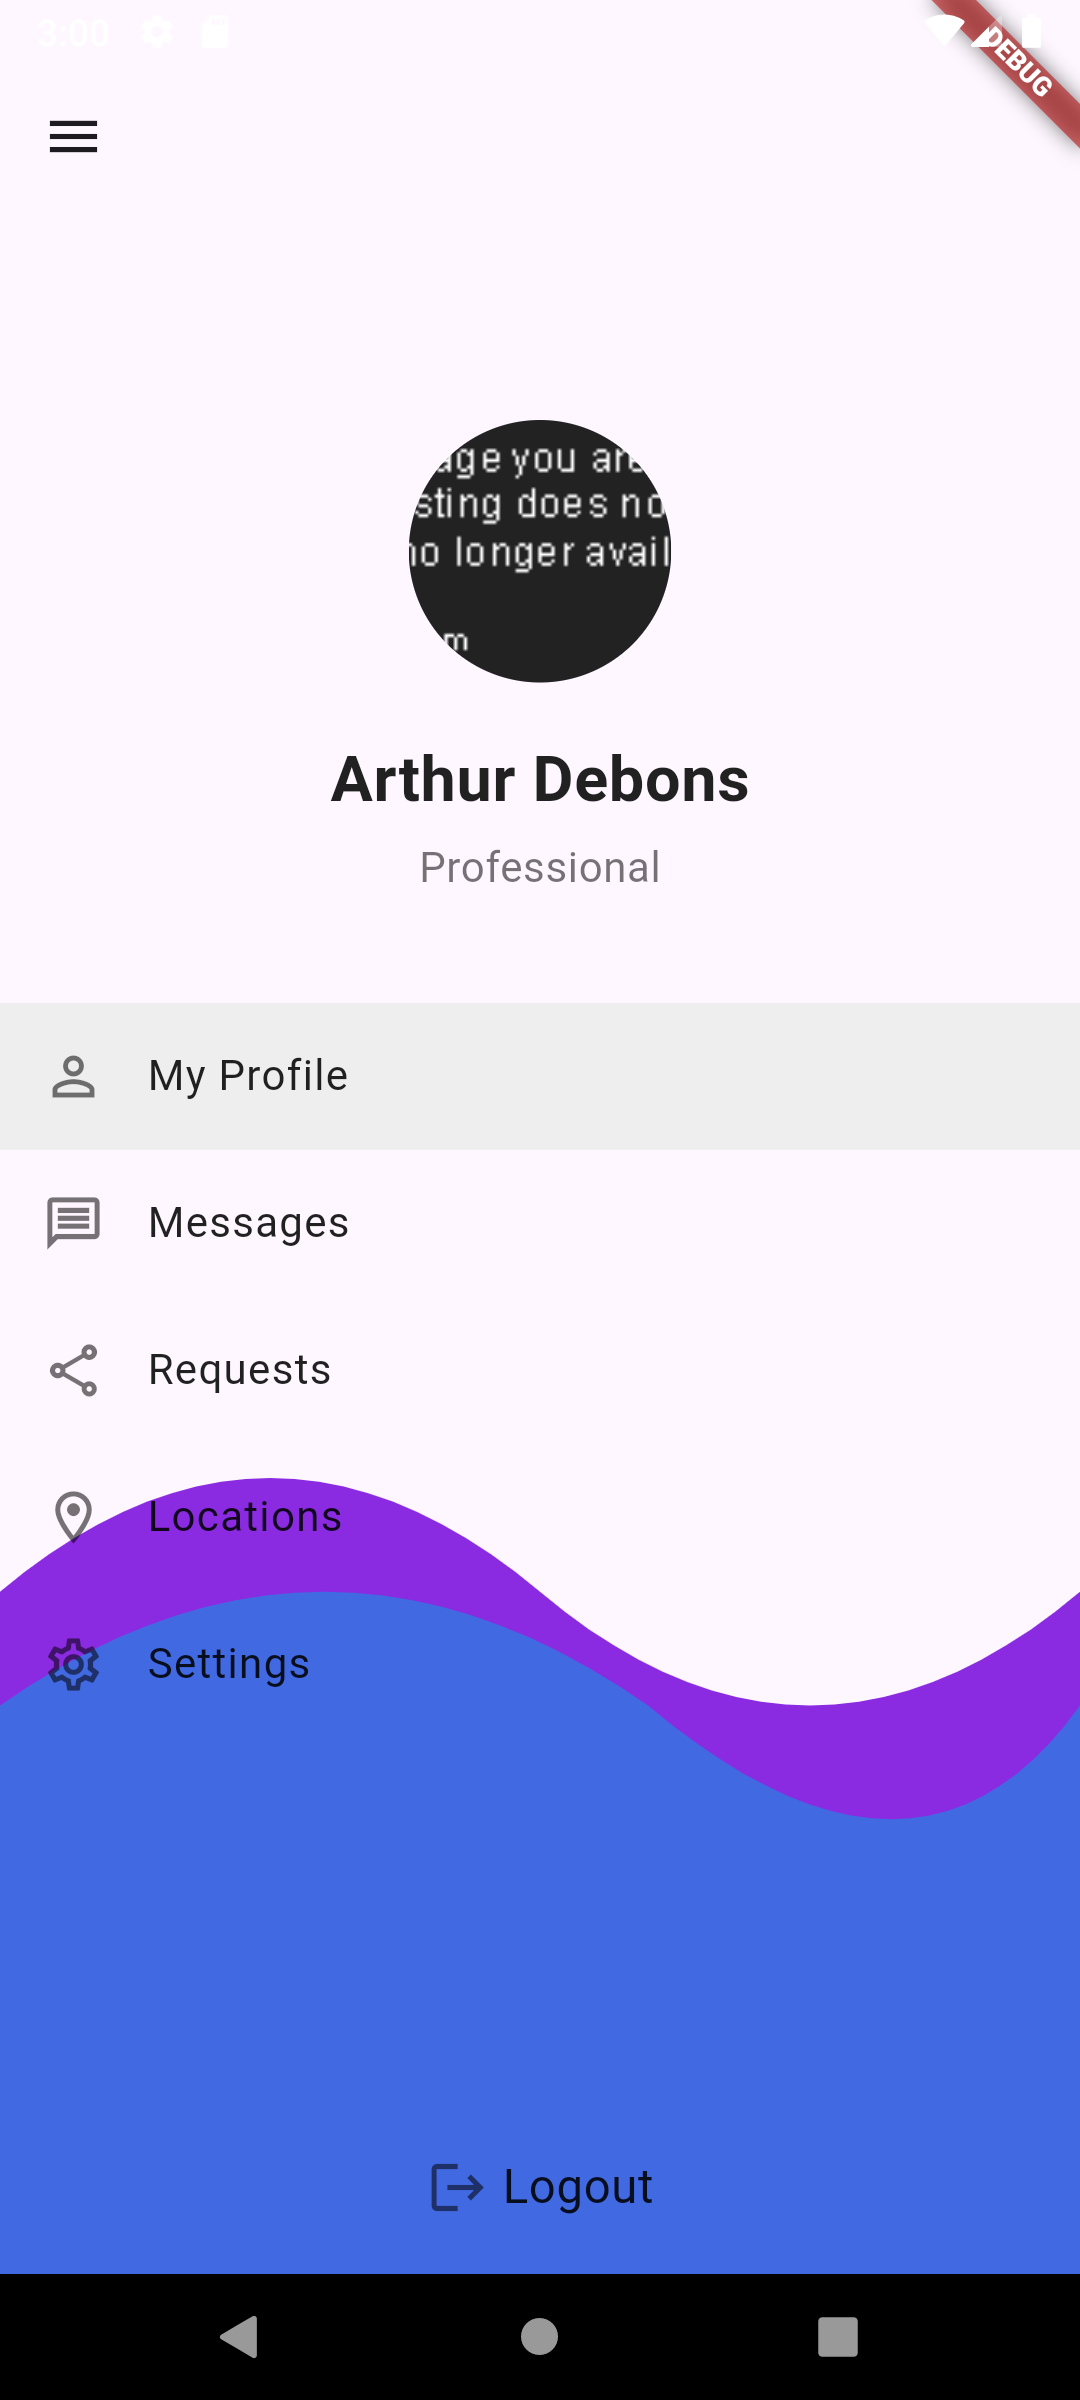 3:00
DEBUG
age you are
sting does no
no longer avail
m
Arthur Debons
Professional
My Profile
Messages
Requests
Locations
Settings
Logout